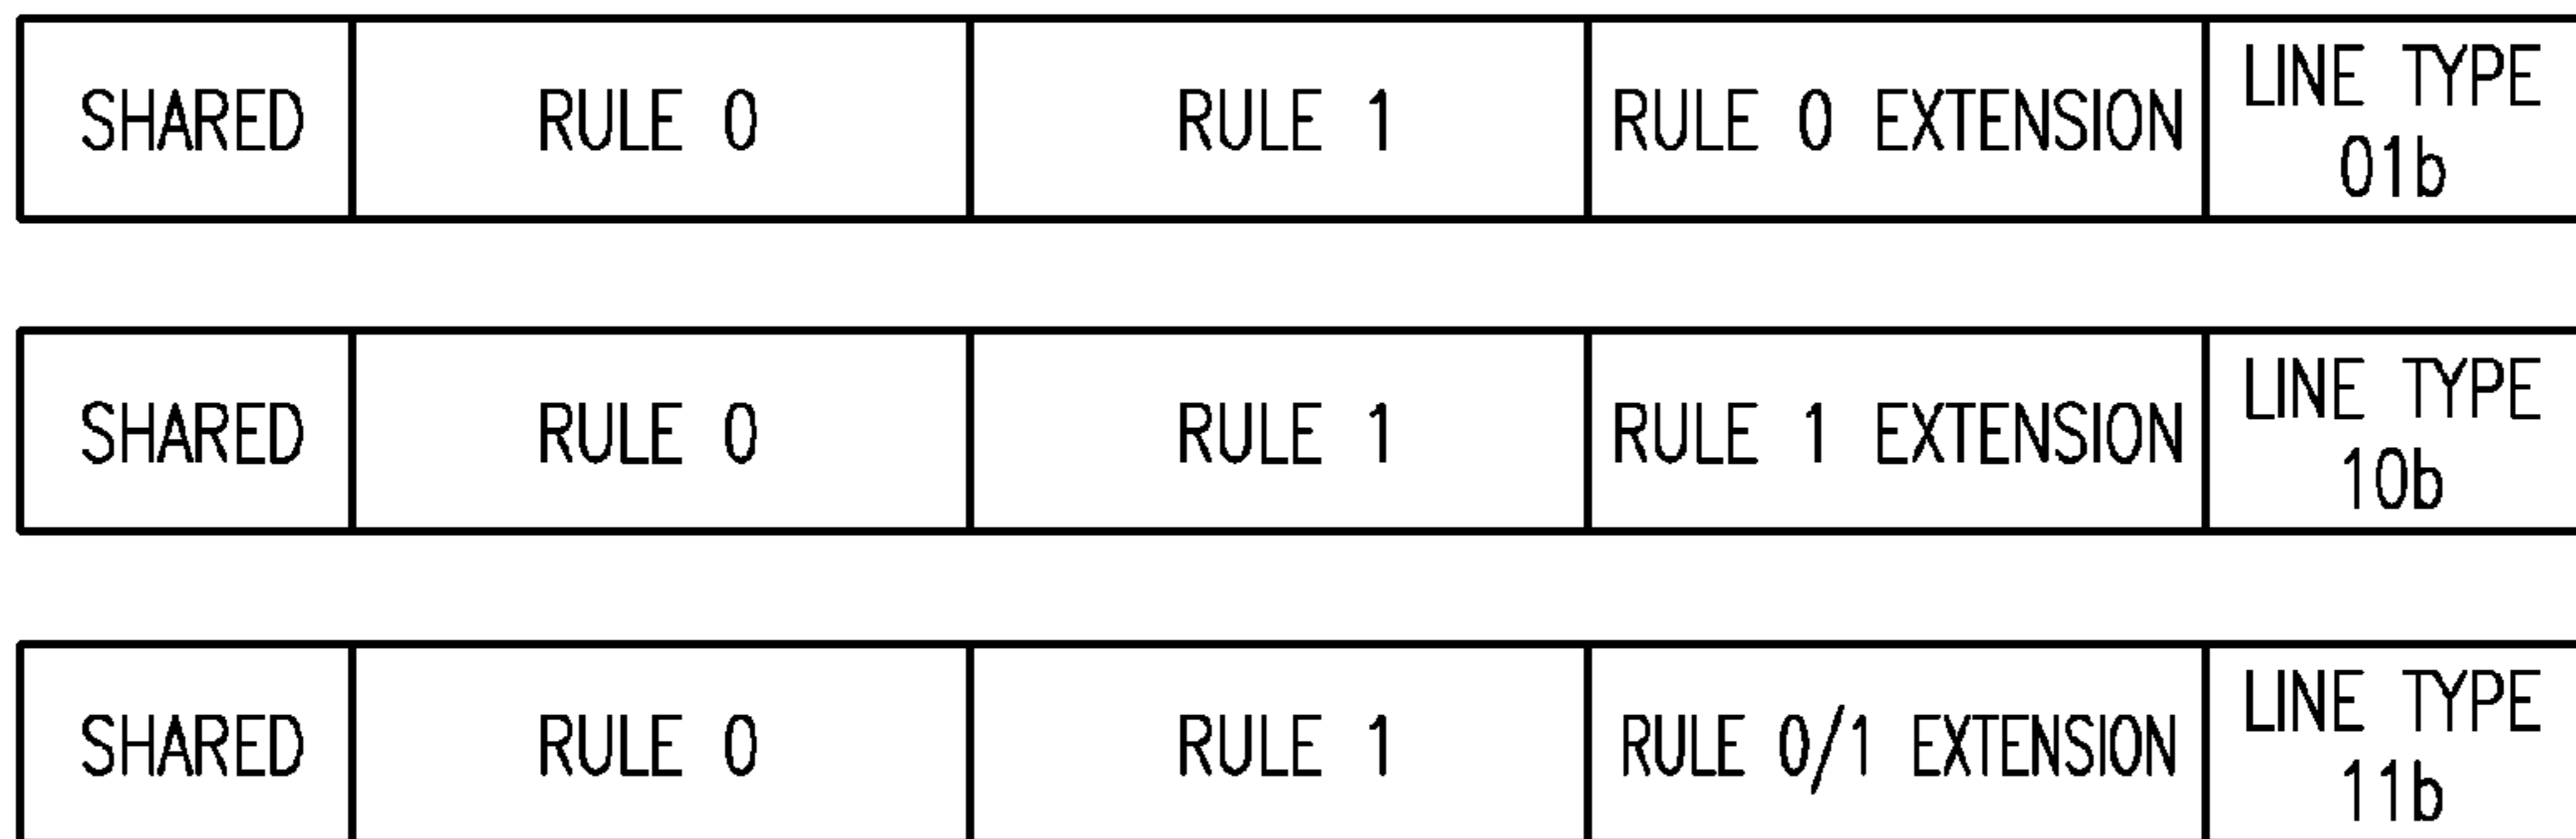 SHARED
RULE 0
RULE 1
RULE 0 EXTENSION
LINE TYPE
01b
SHARED
RULE 0
RULE 1
RULE 1 EXTENSION
LINE TYPE
10b
SHARED
RULE 0
RULE 1
RULE 0/1 EXTENSION
LINE TYPE
11b